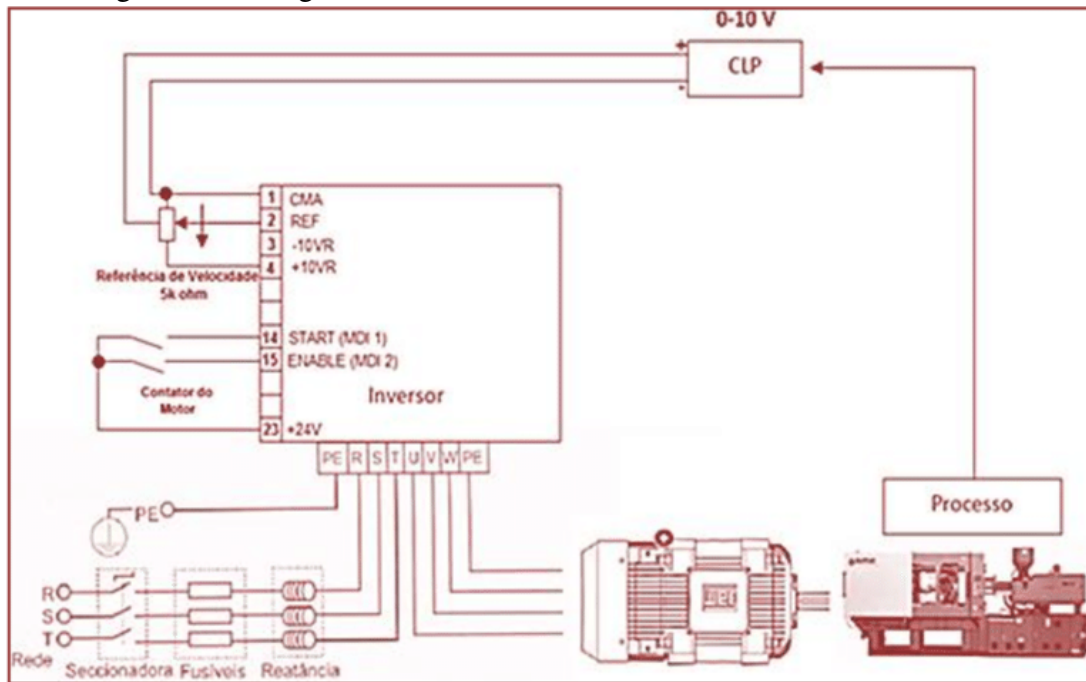 0-10 V
+
CLP
-
1 CMA
2 REF
3 -10VR
4 +10VR
Referência de Velocidade
5k ohm
14 START (MDI 1)
15 ENABLE (MDI 2)
Contator do
Motor
Inversor
23 +24V
PE R S T U V W PE
PE
Processo
R
S
T
Rede
Seccionadora Fusíveis Reatância